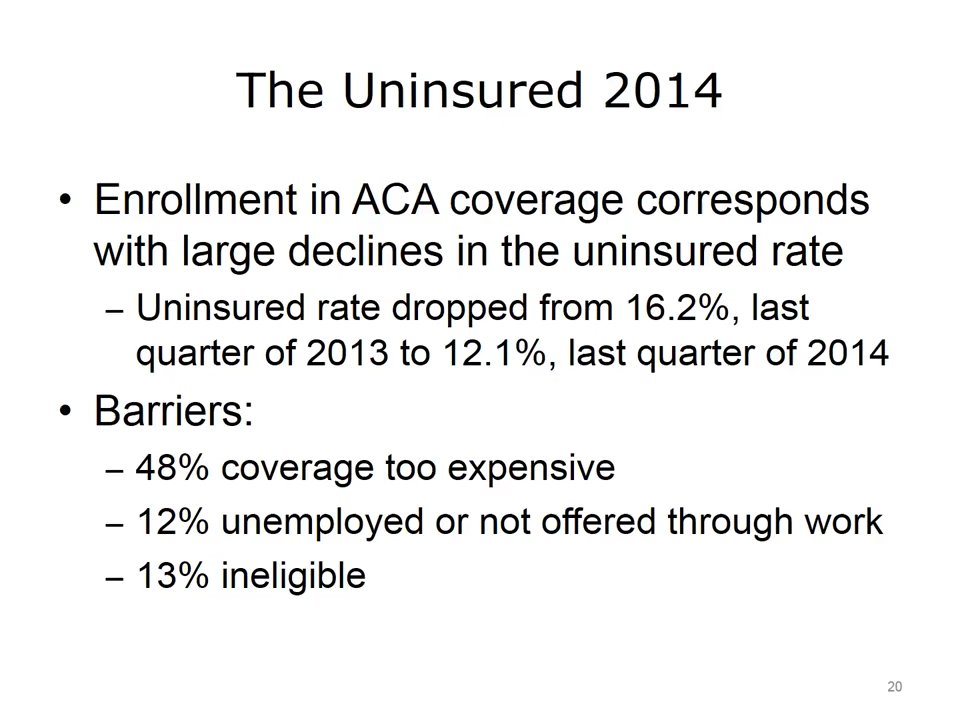 The Uninsured 2014
• Enrollment in ACA coverage corresponds
with large declines in the uninsured rate
– Uninsured rate dropped from 16.2%, last
quarter of 2013 to 12.1%, last quarter of 2014
• Barriers:
– 48% coverage too expensive
– 12% unemployed or not offered through work
– 13% ineligible
20